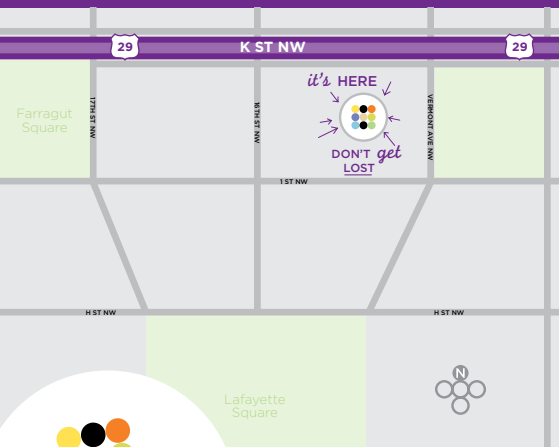 29
K ST NW
29
it's HERE
Farragut
Square
17TH ST NW
16TH ST NW
VERMONT AVE NW
DON'T get
LOST
1 ST NW
H ST NW
H ST NW
N
Lafayette
Square